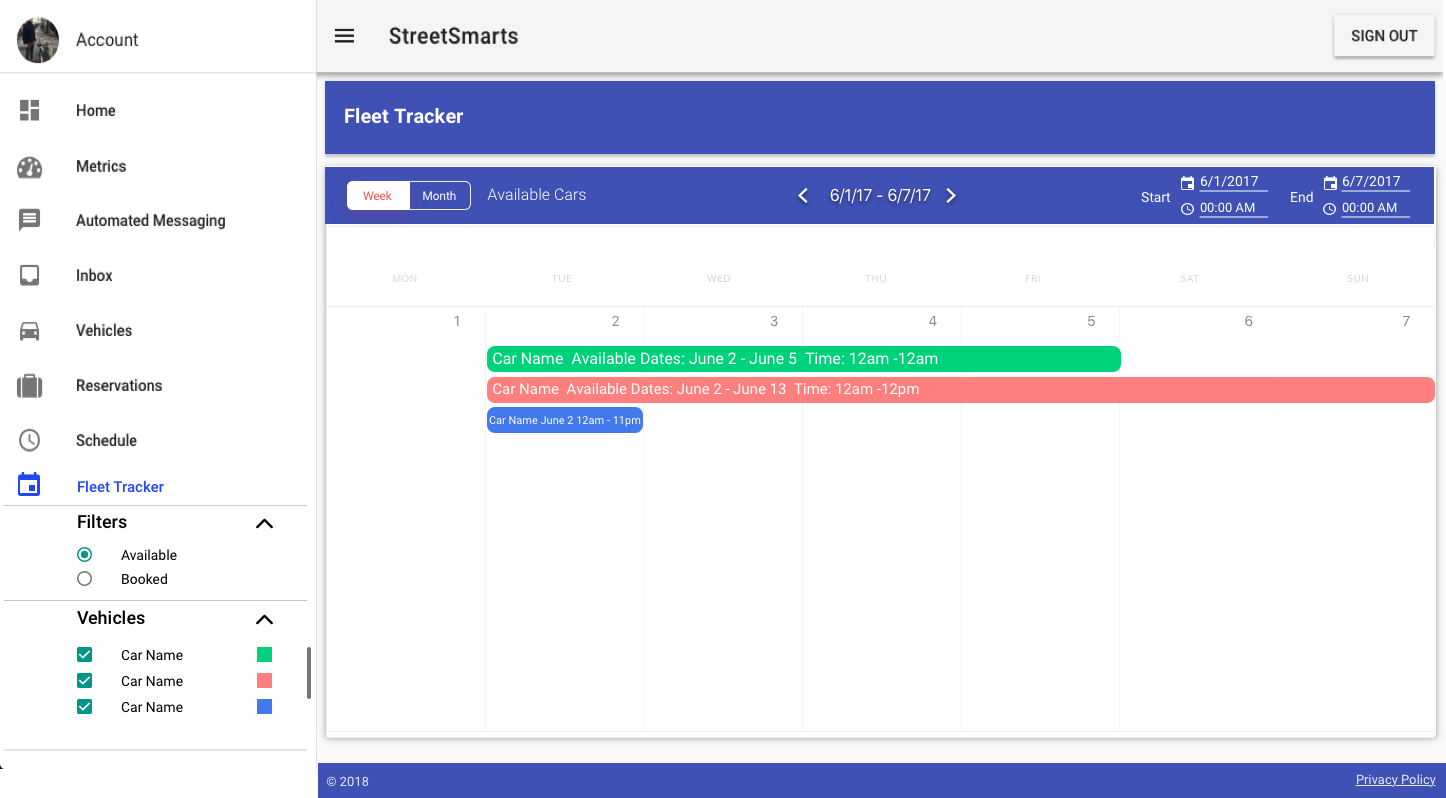 Account
StreetSmarts
SIGN OUT
Home
Metrics
Automated Messaging
Inbox
Vehicles
Reservations
Schedule
Fleet Tracker
Filters
Available
Booked
Vehicles
Car Name
Car Name
Car Name
Fleet Tracker
Week Month Available Cars 6/1/17 - 6/7/17
Start 6/1/2017 00:00 AM
End 6/7/2017 00:00 AM
MON TUE WED THU FRI SAT SUN
1 2 3 4 5 6 7
Car Name Available Dates: June 2 - June 5 Time: 12am -12am
Car Name Available Dates: June 2 - June 13 Time: 12am -12pm
Car Name June 2 12am - 11pm
© 2018 Privacy Policy